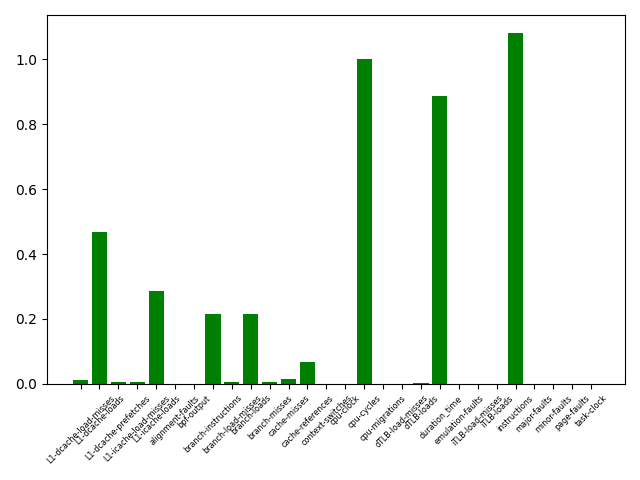 1.0
0.8
0.6
0.4
0.2
0.0
L1-dcache-load-misses
L1-dcache-loads
L1-dcache-prefetches
L1-icache-load-misses
L1-icache-loads
alignment-faults
bpf-output
branch-instructions
branch-load-misses
branch-loads
branch-misses
cache-misses
cache-references
context-switches
cpu-clock
cpu-cycles
cpu-migrations
dTLB-load-misses
dTLB-loads
duration_time
emulation-faults
iTLB-load-misses
iTLB-loads
instructions
major-faults
minor-faults
page-faults
task-clock